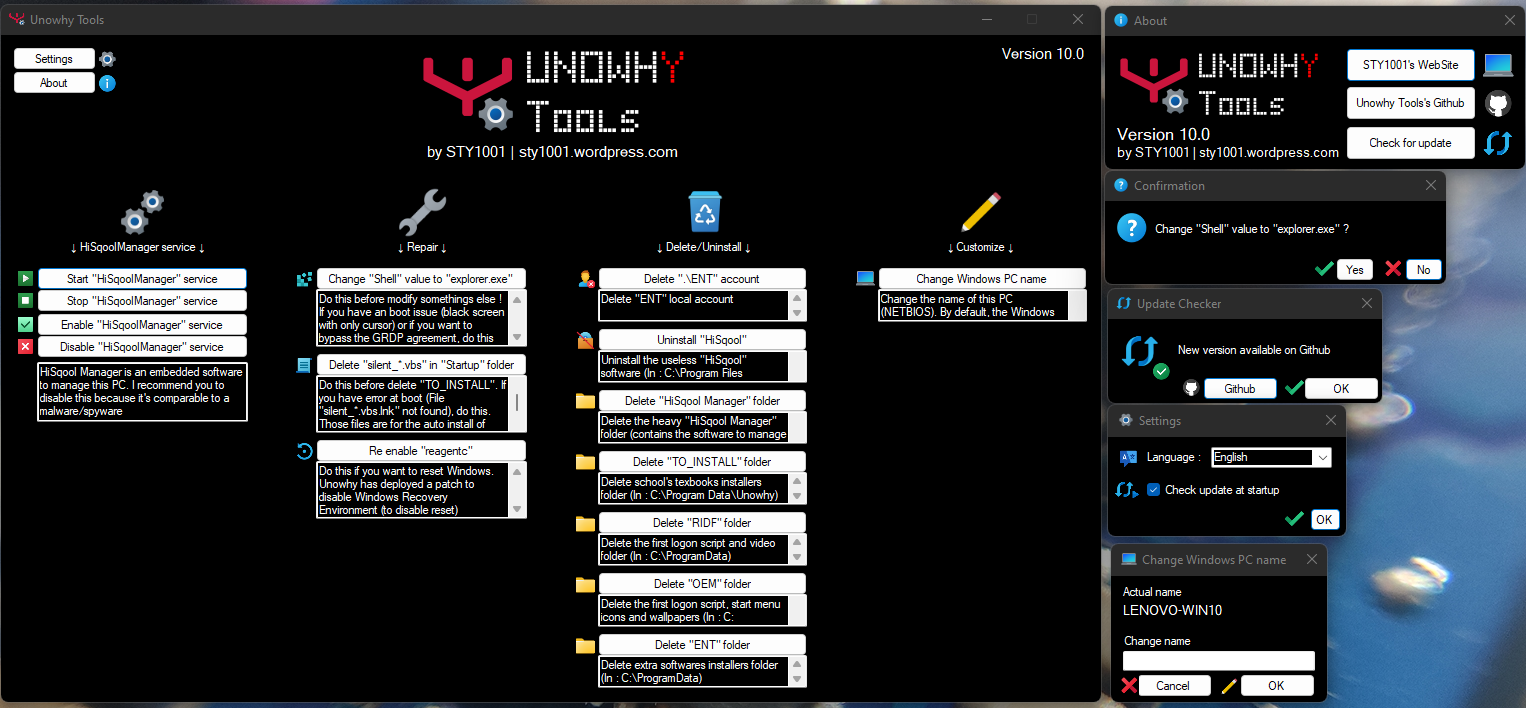 Unowhy Tools
Settings
About
UNOWHY
Tools
by STY1001 | sty1001.wordpress.com
Version 10.0
↓ HiSqoolManager service ↓
Start "HiSqoolManager" service
Stop "HiSqoolManager" service
Enable "HiSqoolManager" service
Disable "HiSqoolManager" service
HiSqool Manager is an embedded software
to manage this PC. I recommend you to
disable this because it's comparable to a
malware/spyware
↓ Repair ↓
Change "Shell" value to "explorer.exe"
Do this before modify somethings else !
If you have an boot issue (black screen
with only cursor) or if you want to
bypass the GRDP agreement, do this
Delete "silent_*.vbs" in "Startup" folder
Do this before delete "TO_INSTALL". If
you have error at boot (File
"silent_*.vbs.lnk" not found), do this.
Those files are for the auto install of
Re enable "reagentc"
Do this if you want to reset Windows.
Unowhy has deployed a patch to
disable Windows Recovery
Environment (to disable reset)
↓ Delete/Uninstall ↓
Delete ".\ENT" account
Delete "ENT" local account
Uninstall "HiSqool"
Uninstall the useless "HiSqool"
software (In : C:\Program Files
Delete "HiSqool Manager" folder
Delete the heavy "HiSqool Manager"
folder (contains the software to manage
Delete "TO_INSTALL" folder
Delete school's texbooks installers
folder (In : C:\Program Data\Unowhy)
Delete "RIDF" folder
Delete the first logon script and video
folder (In : C:\ProgramData)
Delete "OEM" folder
Delete the first logon script, start menu
icons and wallpapers (In : C:
Delete "ENT" folder
Delete extra softwares installers folder
(In : C:\ProgramData)
↓ Customize ↓
Change Windows PC name
Change the name of this PC
(NETBIOS). By default, the Windows
About
UNOWHY
Tools
Version 10.0
by STY1001 | sty1001.wordpress.com
STY1001's WebSite
Unowhy Tools's Github
Check for update
Confirmation
Change "Shell" value to "explorer.exe" ?
Yes
No
Update Checker
New version available on Github
Github
OK
Settings
Language :
English
Check update at startup
OK
Change Windows PC name
Actual name
LENOVO-WIN10
Change name
Cancel
OK